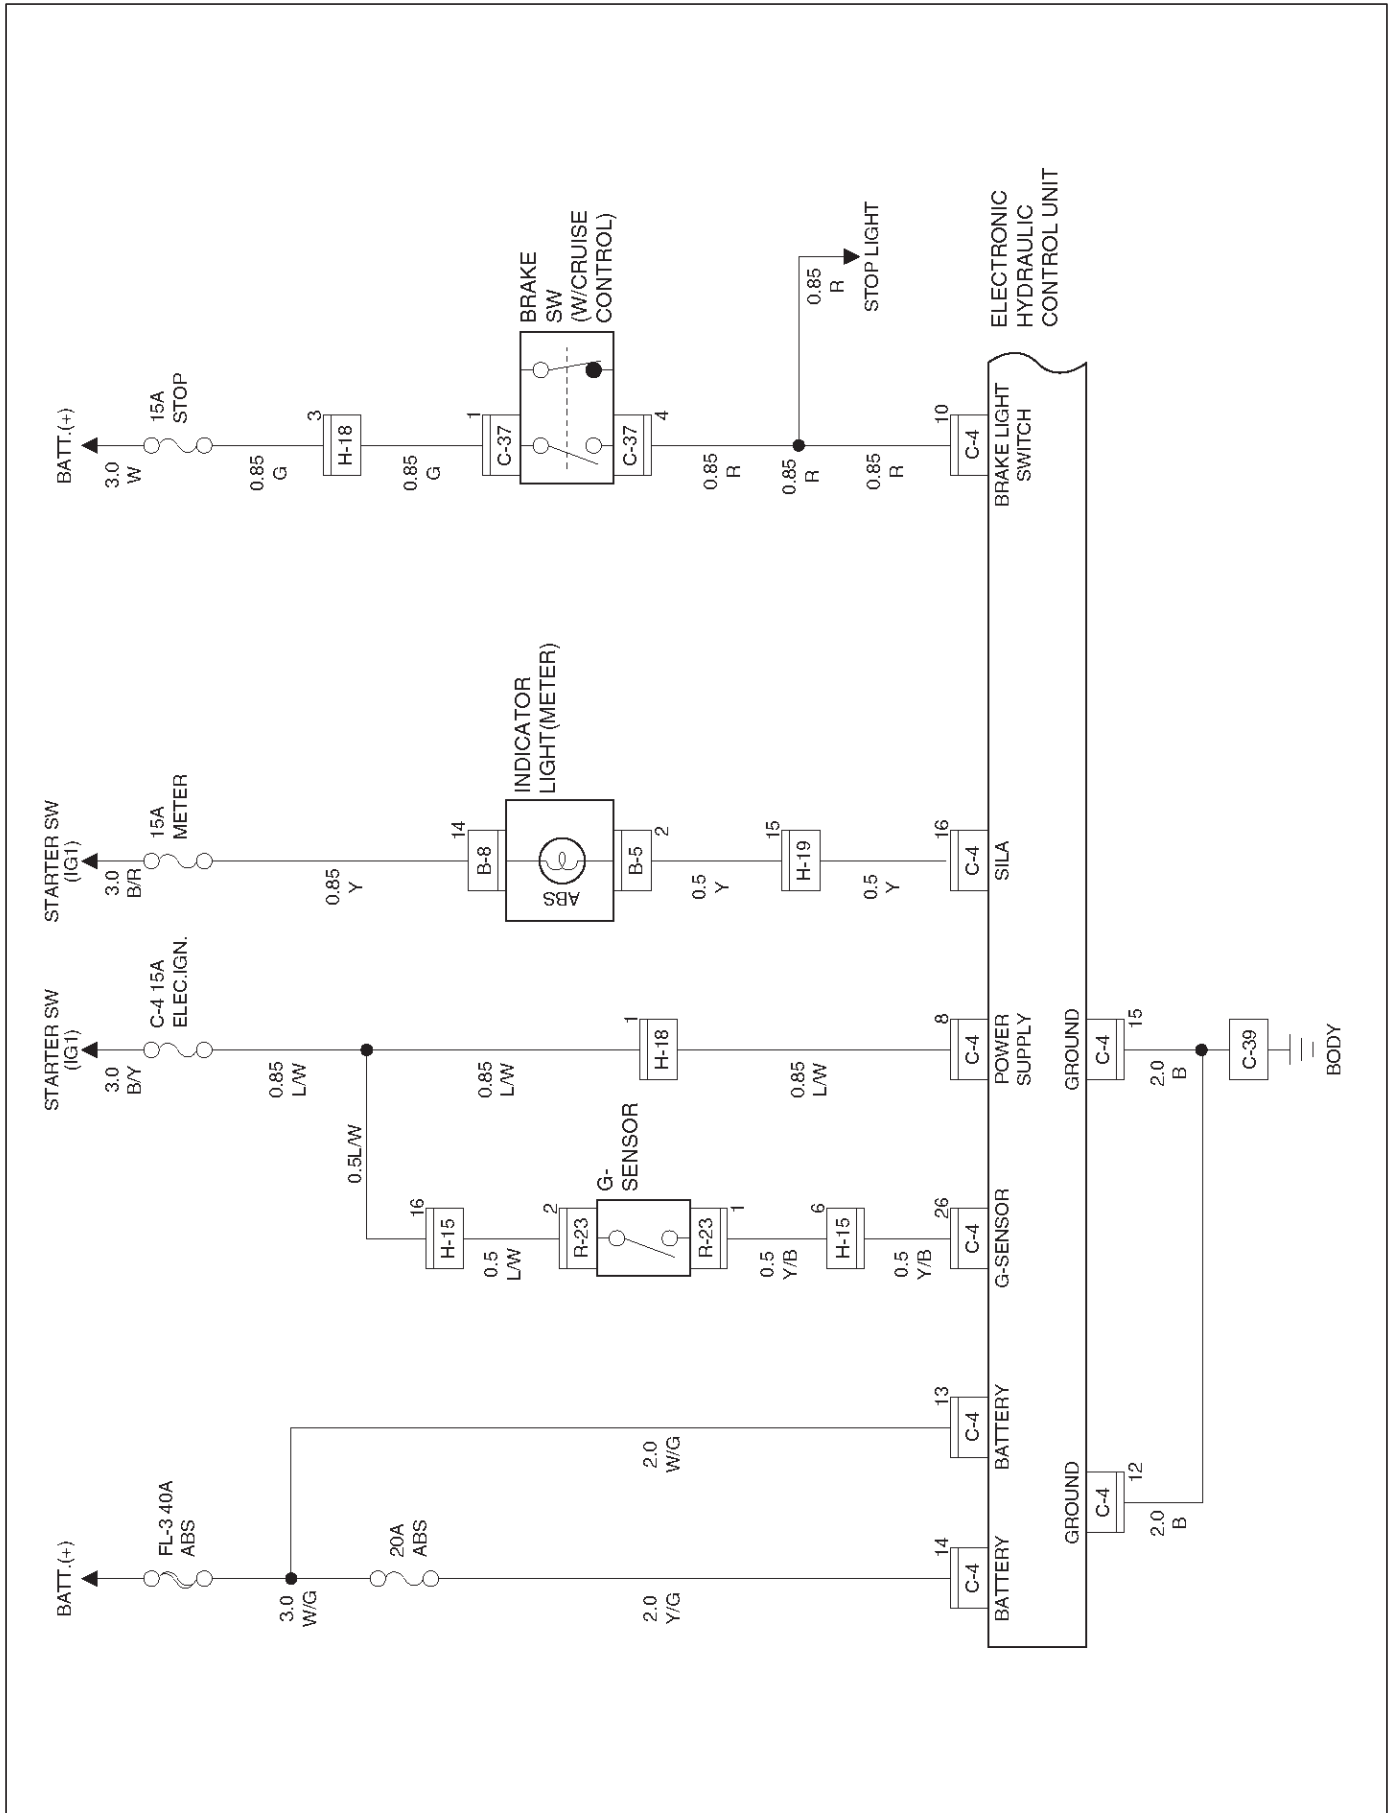 BATT.(+)
FL-3 40A
ABS
3.0
W/G
20A
ABS
2.0
Y/G
14
C-4
BATTERY
2.0
W/G
13
C-4
BATTERY
GROUND
C-4
12
2.0
B
STARTER SW
(IG1)
3.0
B/Y
C-4 15A
ELEC.IGN.
0.85
L/W
0.5L/W
16
H-15
0.5
L/W
2
R-23
G-
SENSOR
R-23
1
0.5
Y/B
6
H-15
0.5
Y/B
26
C-4
G-SENSOR
0.85
L/W
1
H-18
0.85
L/W
8
C-4
POWER
SUPPLY
GROUND
C-4
15
2.0
B
C-39
BODY
STARTER SW
(IG1)
3.0
B/R
15A
METER
0.85
Y
14
B-8
INDICATOR
LIGHT(METER)
ABS
B-5
2
0.5
Y
15
H-19
0.5
Y
16
C-4
SILA
BATT.(+)
3.0
W
15A
STOP
0.85
G
3
H-18
0.85
G
1
C-37
BRAKE
SW
(W/CRUISE
CONTROL)
C-37
4
0.85
R
0.85
R
0.85
R
STOP LIGHT
0.85
R
10
C-4
BRAKE LIGHT
SWITCH
ELECTRONIC
HYDRAULIC
CONTROL UNIT